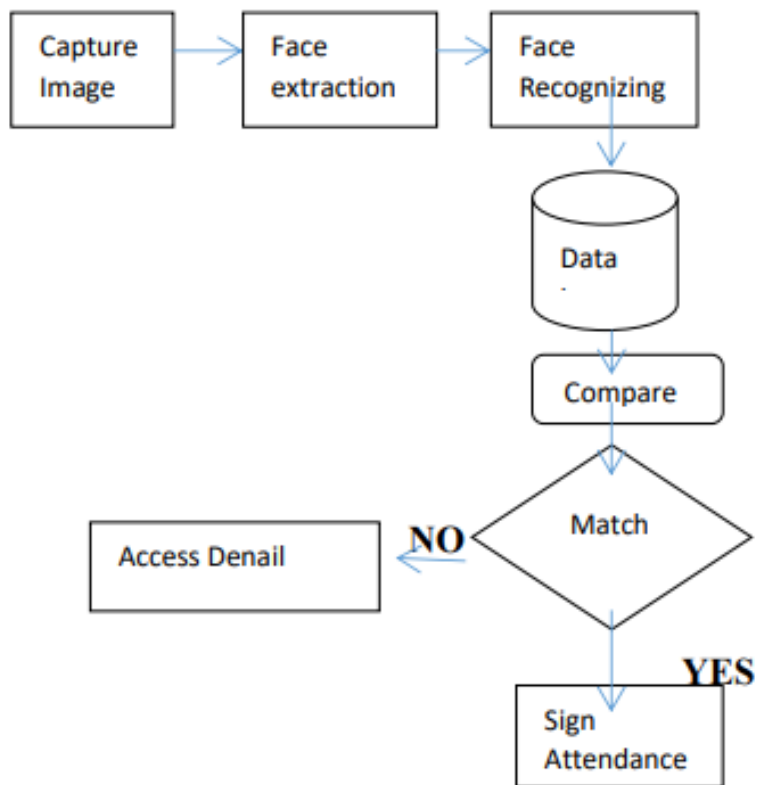 Capture
Image
Face
extraction
Face
Recognizing
Data
Compare
Match
NO
Access Denail
YES
Sign
Attendance